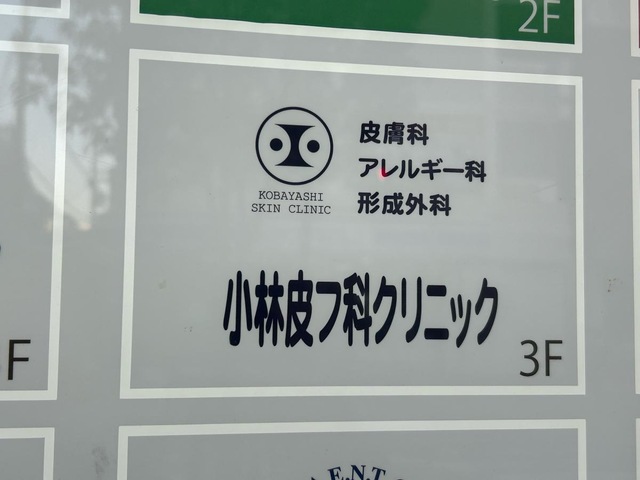 2F
皮膚科
アレルギー科
形成外科
KOBAYASHI
SKIN CLINIC
小林皮フ科クリニック
3F
F
E.N.T